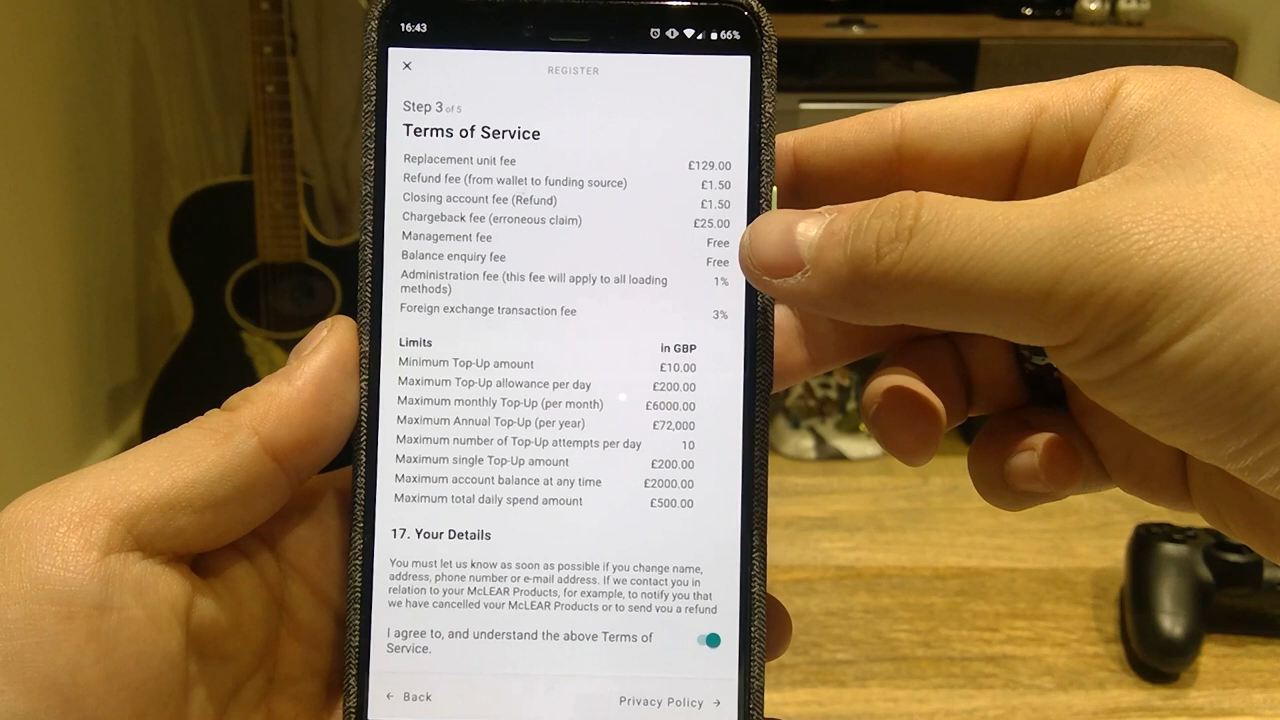 16:43
66%
REGISTER
Step 3 of 5
Terms of Service
Replacement unit fee £129.00
Refund fee (from wallet to funding source) £1.50
Closing account fee (Refund) £1.50
Chargeback fee (erroneous claim) £25.00
Management fee Free
Balance enquiry fee Free
Administration fee (this fee will apply to all loading 1%
methods)
Foreign exchange transaction fee 3%
Limits in GBP
Minimum Top-Up amount £10.00
Maximum Top-Up allowance per day £200.00
Maximum monthly Top-Up (per month) £6000.00
Maximum Annual Top-Up (per year) £72,000
Maximum number of Top-Up attempts per day 10
Maximum single Top-Up amount £200.00
Maximum account balance at any time £2000.00
Maximum total daily spend amount £500.00
17. Your Details
You must let us know as soon as possible if you change name,
address, phone number or e-mail address. If we contact you in
relation to your McLEAR Products, for example, to notify you that
we have cancelled your McLEAR Products or to send you a refund
I agree to, and understand the above Terms of
Service.
← Back Privacy Policy →